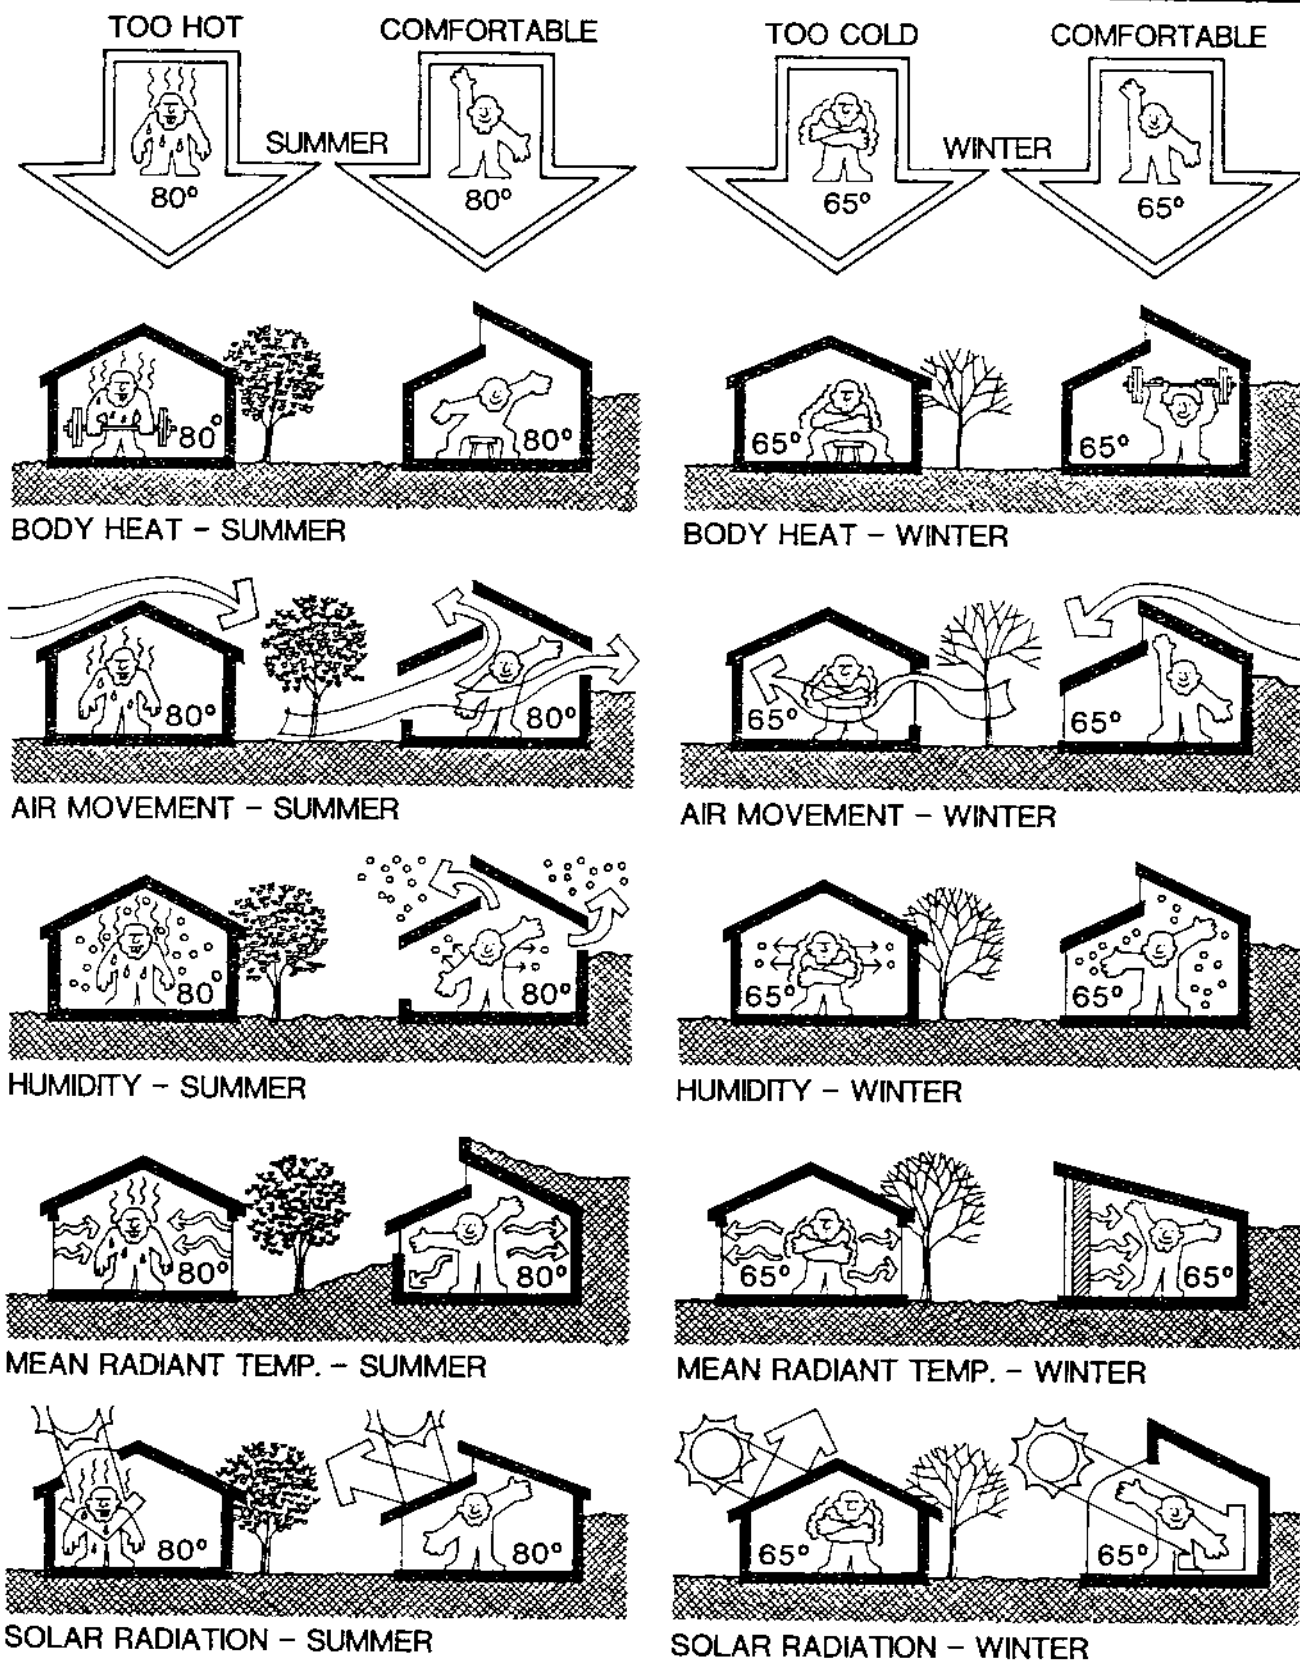 TOO HOT
COMFORTABLE
TOO COLD
COMFORTABLE
SUMMER
WINTER
80°
80°
65°
65°
80°
80°
65°
65°
BODY HEAT – SUMMER
BODY HEAT – WINTER
80°
80°
65°
65°
AIR MOVEMENT – SUMMER
AIR MOVEMENT – WINTER
80
80°
65°
65°
HUMIDITY – SUMMER
HUMIDITY – WINTER
80°
80°
65°
65°
MEAN RADIANT TEMP. – SUMMER
MEAN RADIANT TEMP. – WINTER
80°
80°
65°
65°
SOLAR RADIATION – SUMMER
SOLAR RADIATION – WINTER